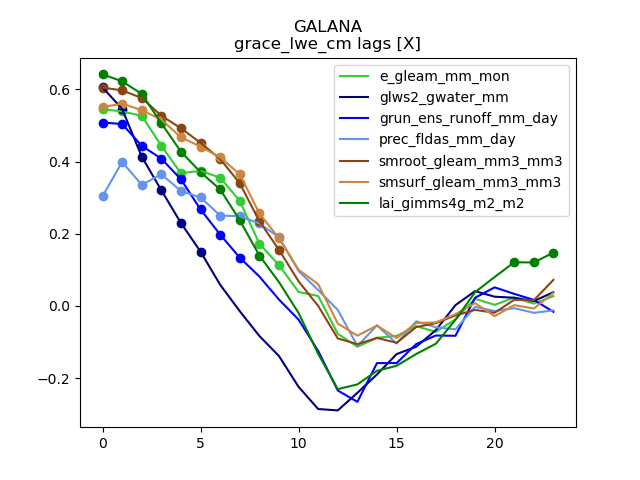 GALANA
grace_lwe_cm lags [X]
e_gleam_mm_mon
glws2_gwater_mm
grun_ens_runoff_mm_day
prec_fldas_mm_day
smroot_gleam_mm3_mm3
smsurf_gleam_mm3_mm3
lai_gimms4g_m2_m2
0.6
0.4
0.2
0.0
−0.2
0 5 10 15 20